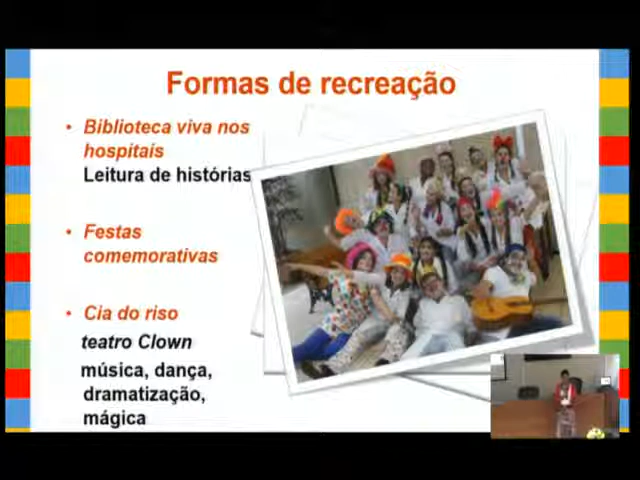 Formas de recreação
• Biblioteca viva nos
hospitais
Leitura de histórias
• Festas
comemorativas
• Cia do riso
teatro Clown
música, dança,
dramatização,
mágica